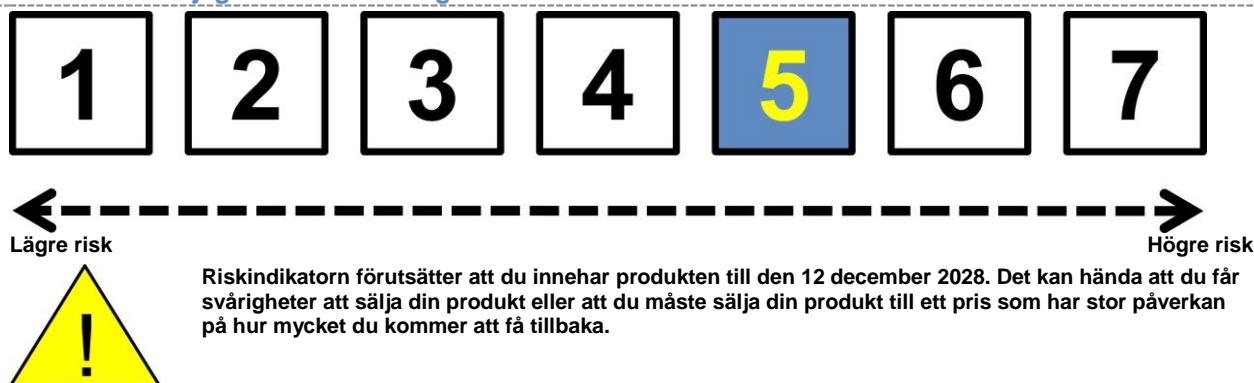 1 2 3 4 5 6 7
Lägre risk Högre risk
Riskindikatorn förutsätter att du innehar produkten till den 12 december 2028. Det kan hända att du får
svårigheter att sälja din produkt eller att du måste sälja din produkt till ett pris som har stor påverkan
på hur mycket du kommer att få tillbaka.
!